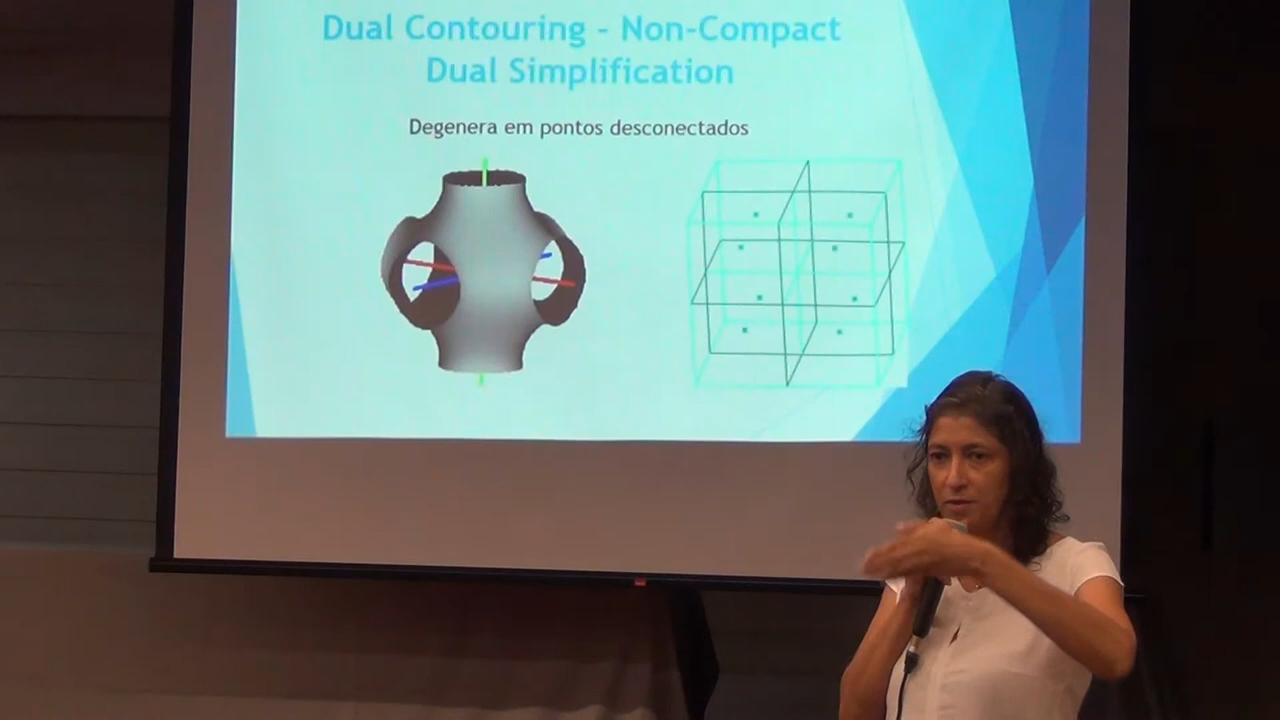 Dual Contouring - Non-Compact
Dual Simplification
Degenera em pontos desconectados